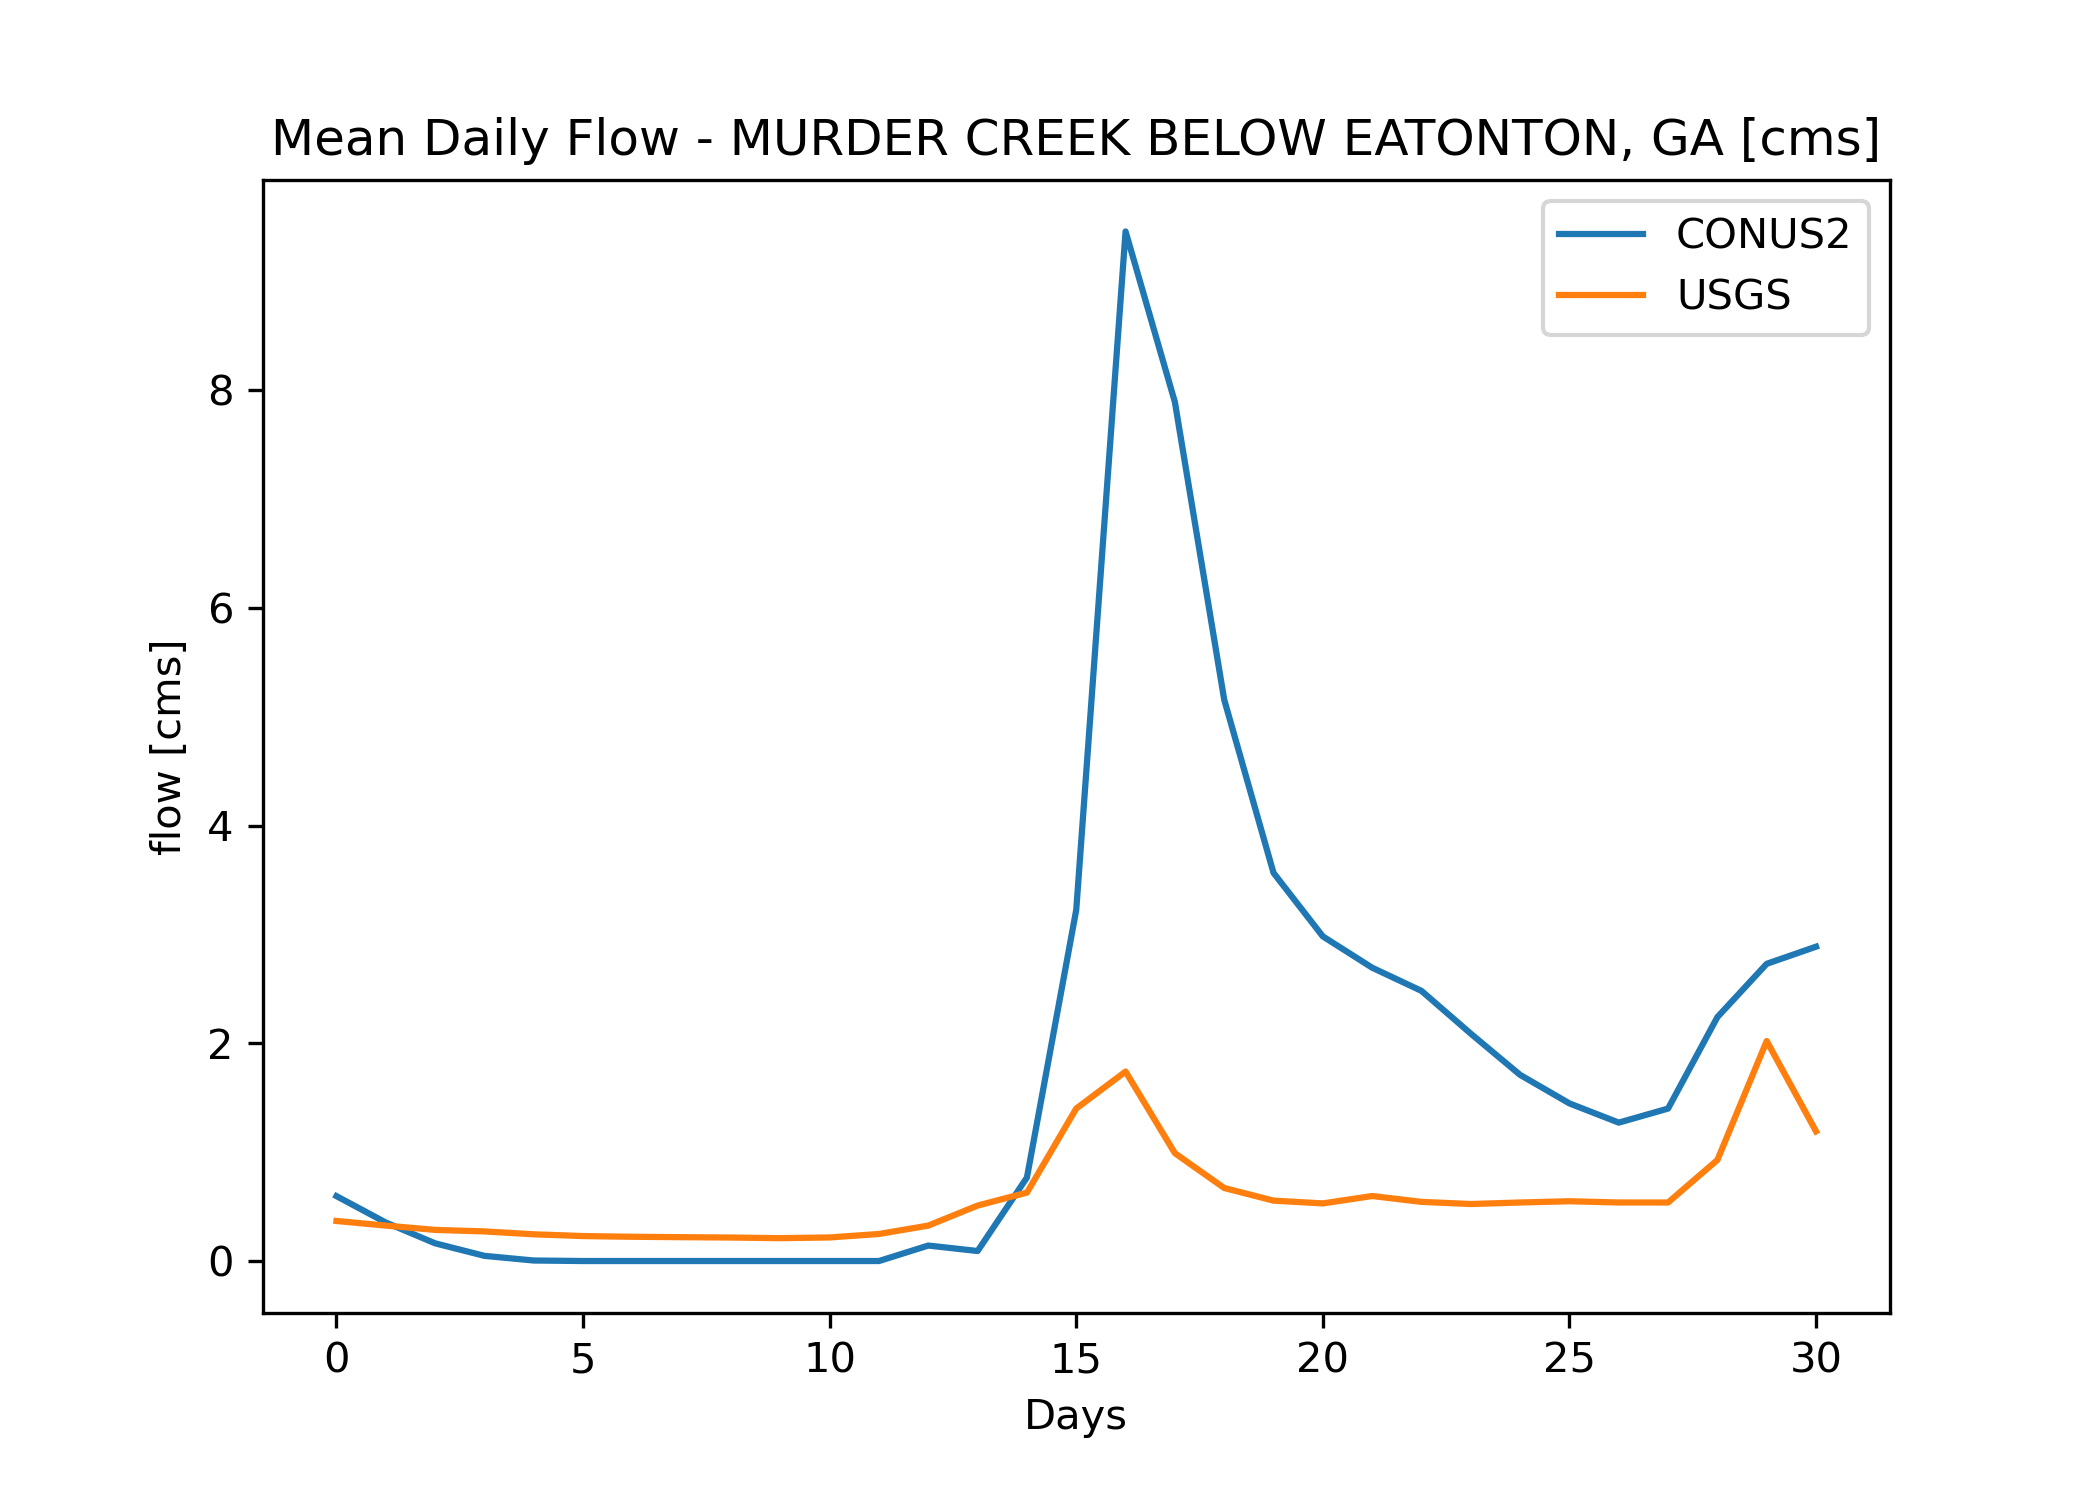 Mean Daily Flow - MURDER CREEK BELOW EATONTON, GA [cms]
CONUS2
USGS
flow [cms]
8
6
4
2
0
0 5 10 15 20 25 30
Days